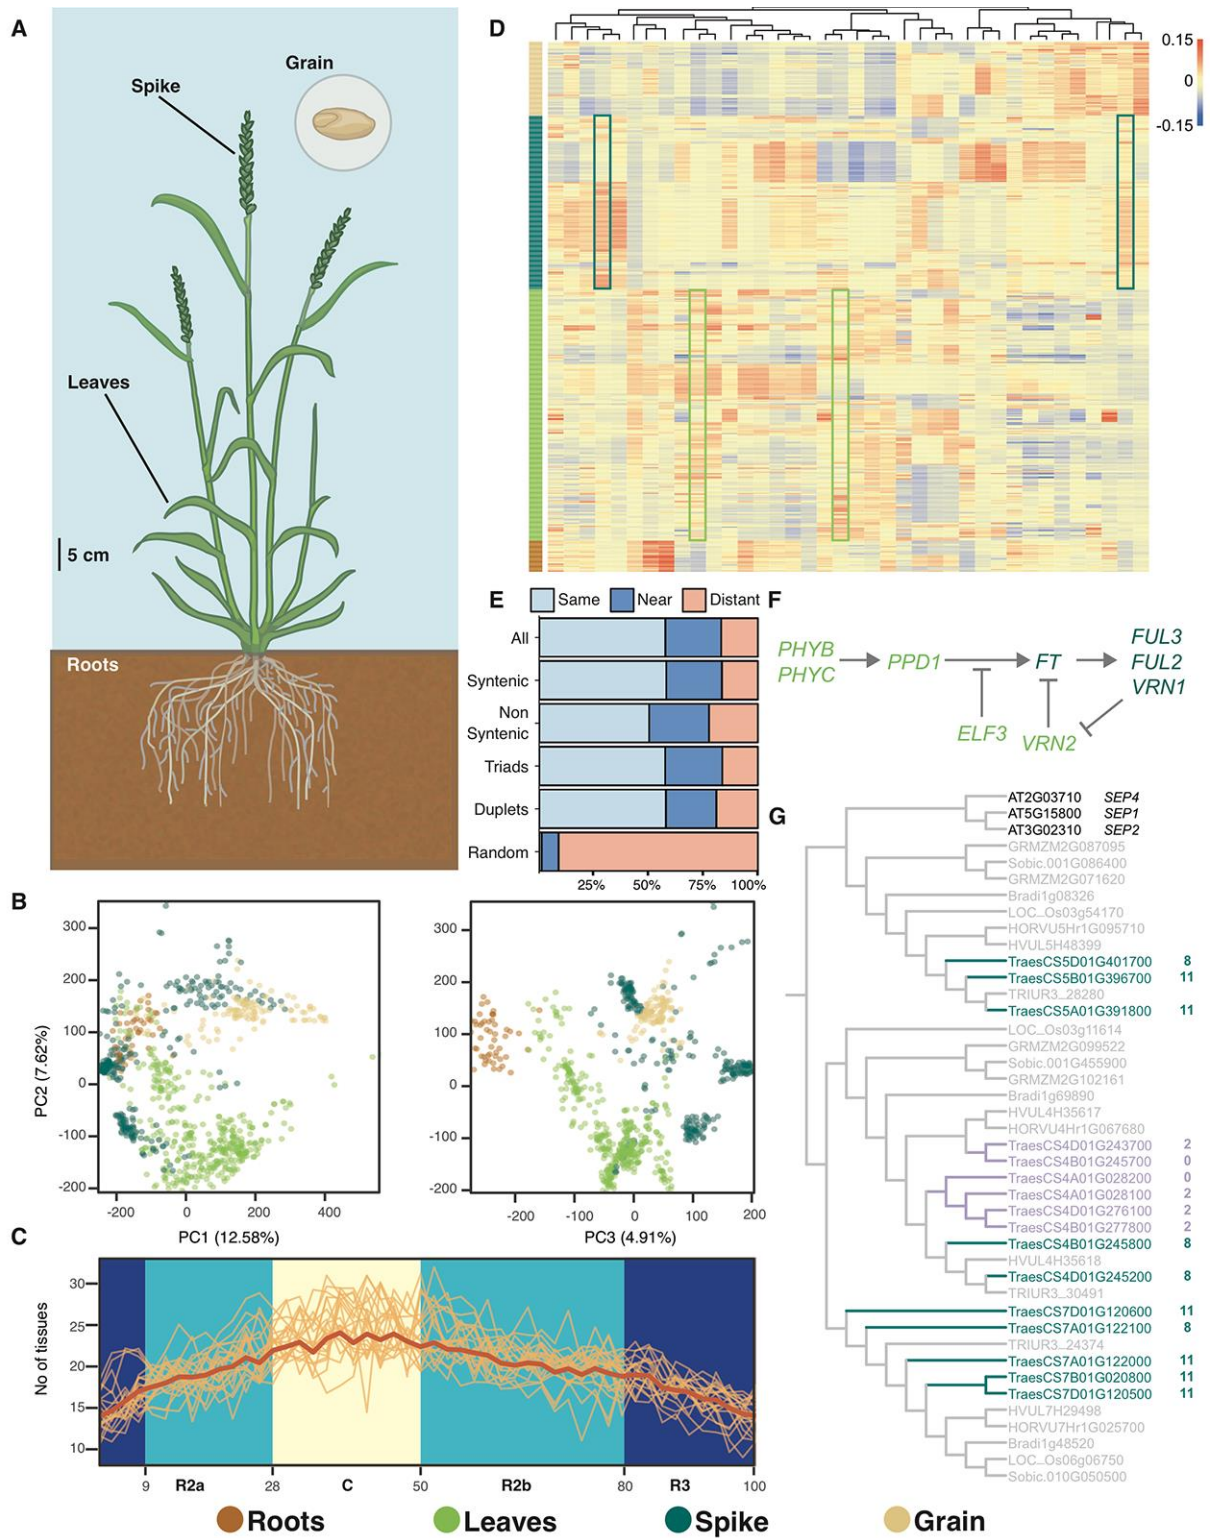 A
Spike
Grain
Leaves
5 cm
Roots
D
0.15
0
-0.15
E
Same
Near
Distant
All
Syntenic
Non
Syntenic
Triads
Duplets
Random
25%
50%
75%
100%
F
PHYB
PHYC
PPD1
FT
FUL3
FUL2
VRN1
ELF3
VRN2
B
PC2 (7.62%)
300
200
100
0
-100
-200
-200
0
200
400
PC1 (12.58%)
300
200
100
0
-100
-200
-200
-100
0
100
200
PC3 (4.91%)
C
No of tissues
30
25
20
15
10
9
R2a
28
C
50
R2b
80
R3
100
G
AT2G03710 SEP4
AT5G15800 SEP1
AT3G02310 SEP2
GRMZM2G087095
Sobic.001G086400
GRMZM2G071620
Bradi1g08326
LOC_Os03g54170
HORVU5Hr1G095710
HVUL5H48399
TraesCS5D01G401700 8
TraesCS5B01G396700 11
TRIUR3_28280
TraesCS5A01G391800 11
LOC_Os03g11614
GRMZM2G099522
Sobic.001G455900
GRMZM2G102161
Bradi1g69890
HVUL4H35617
HORVU4Hr1G067680
TraesCS4D01G243700 2
TraesCS4B01G245700 0
TraesCS4A01G028200 0
TraesCS4A01G028100 2
TraesCS4D01G276100 2
TraesCS4B01G277800 2
TraesCS4B01G245800 8
HVUL4H35618
TraesCS4D01G245200 8
TRIUR3_30491
TraesCS7D01G120600 11
TraesCS7A01G122100 8
TRIUR3_24374
TraesCS7A01G122000 11
TraesCS7B01G020800 11
TraesCS7D01G120500 11
HVUL7H29498
HORVU7Hr1G025700
Bradi1g48520
LOC_Os06g06750
Sobic.010G050500
Roots
Leaves
Spike
Grain